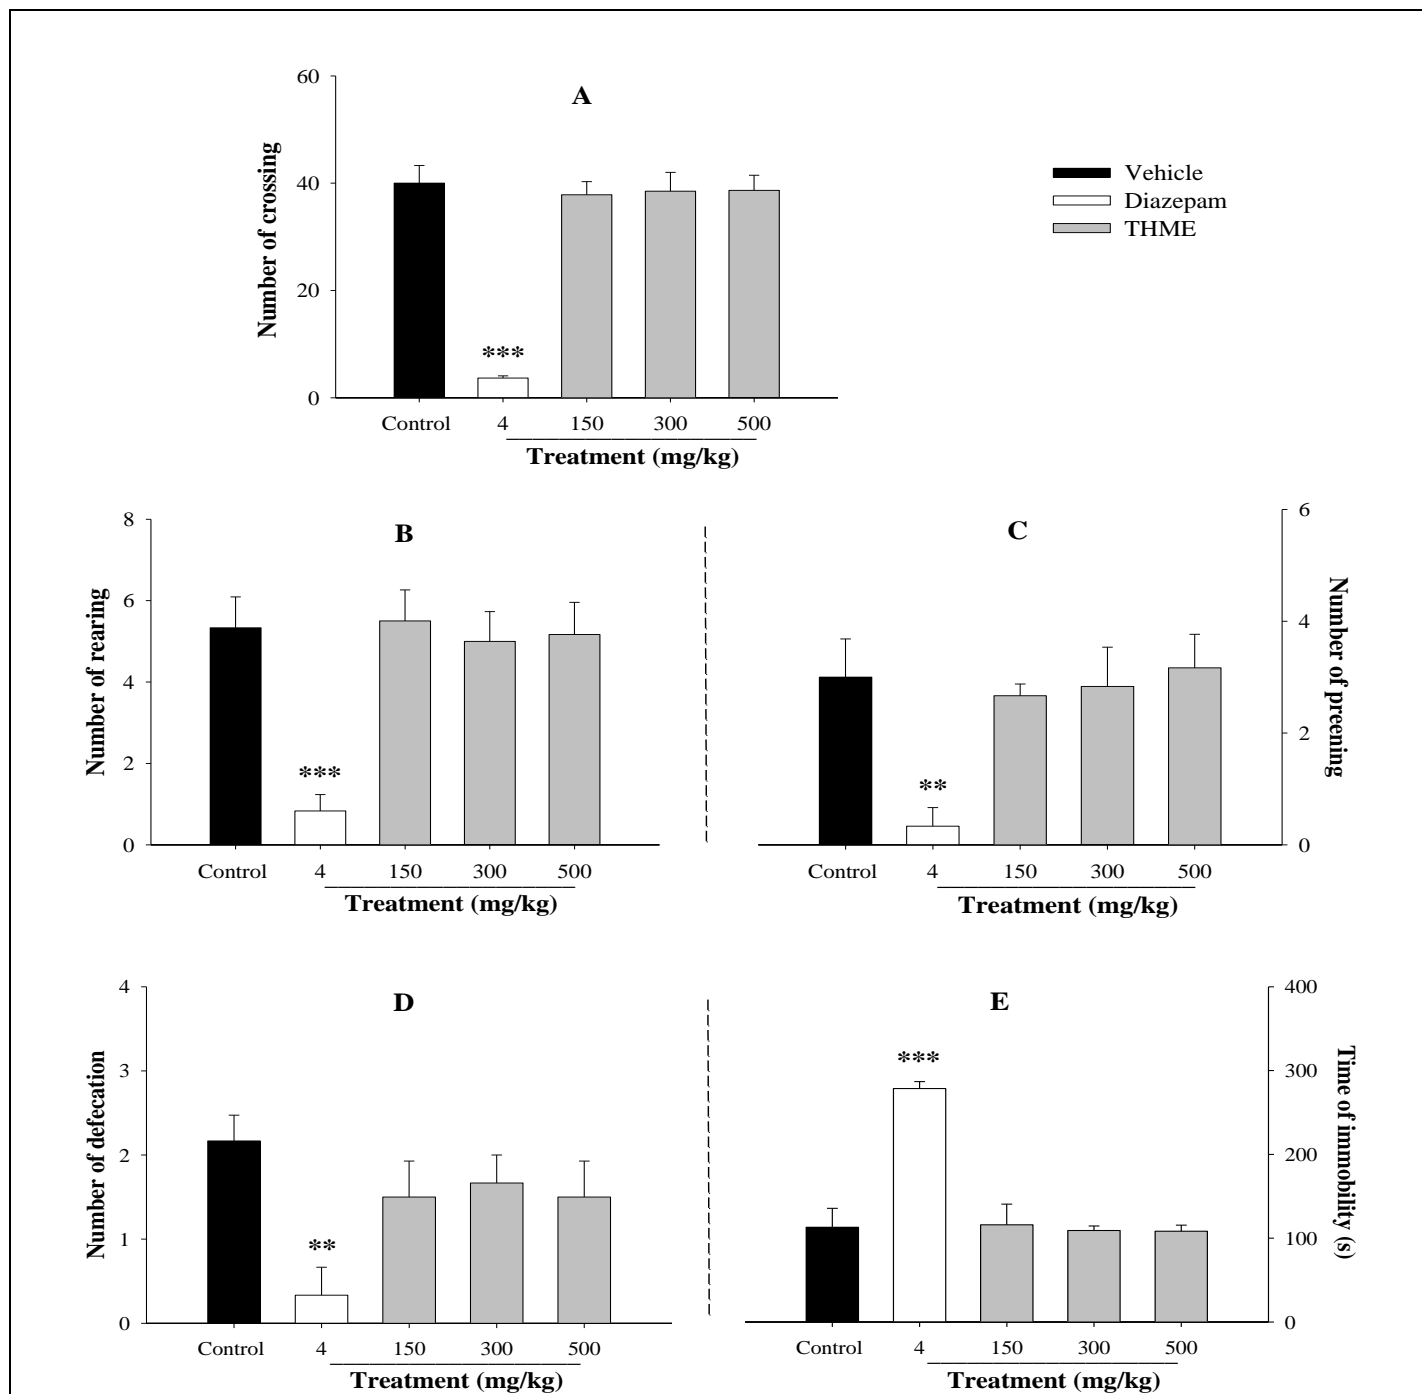 A
60
40
20
0
Number of crossing
***
Control 4 150 300 500
Treatment (mg/kg)
Vehicle
Diazepam
THME
B
8
6
4
2
0
Number of rearing
***
Control 4 150 300 500
Treatment (mg/kg)
C
6
4
2
0
Number of preening
**
Control 4 150 300 500
Treatment (mg/kg)
D
4
3
2
1
0
Number of defecation
**
Control 4 150 300 500
Treatment (mg/kg)
E
400
300
200
100
0
Time of immobility (s)
***
Control 4 150 300 500
Treatment (mg/kg)